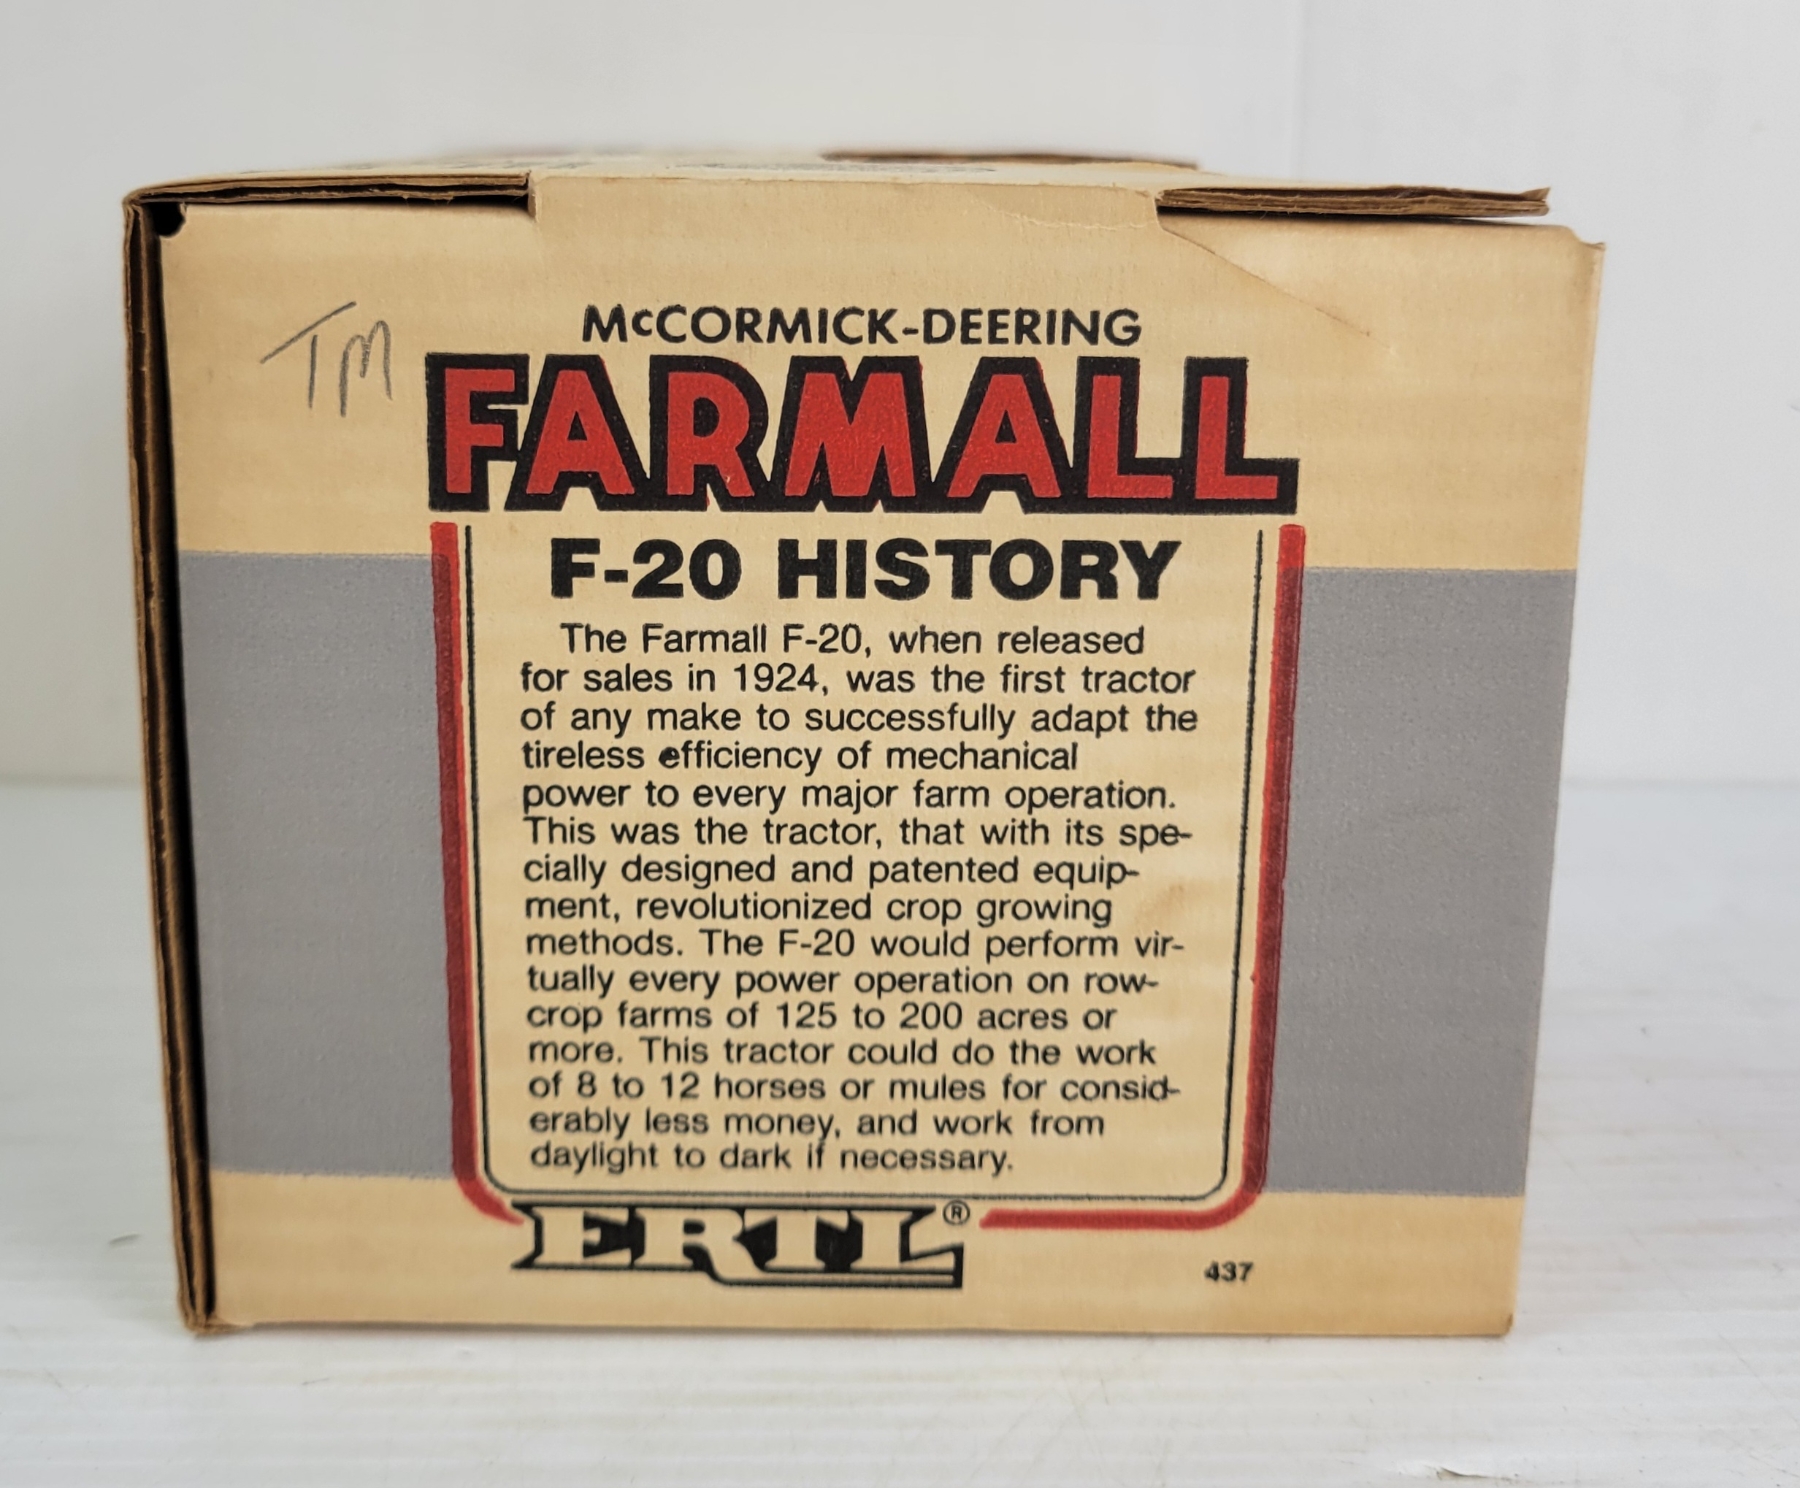 TM
McCORMICK-DEERING
FARMALL
F-20 HISTORY
The Farmall F-20, when released
for sales in 1924, was the first tractor
of any make to successfully adapt the
tireless efficiency of mechanical
power to every major farm operation.
This was the tractor, that with its spe-
cially designed and patented equip-
ment, revolutionized crop growing
methods. The F-20 would perform vir-
tually every power operation on row-
crop farms of 125 to 200 acres or
more. This tractor could do the work
of 8 to 12 horses or mules for consid-
erably less money, and work from
daylight to dark if necessary.
ERTL®
437